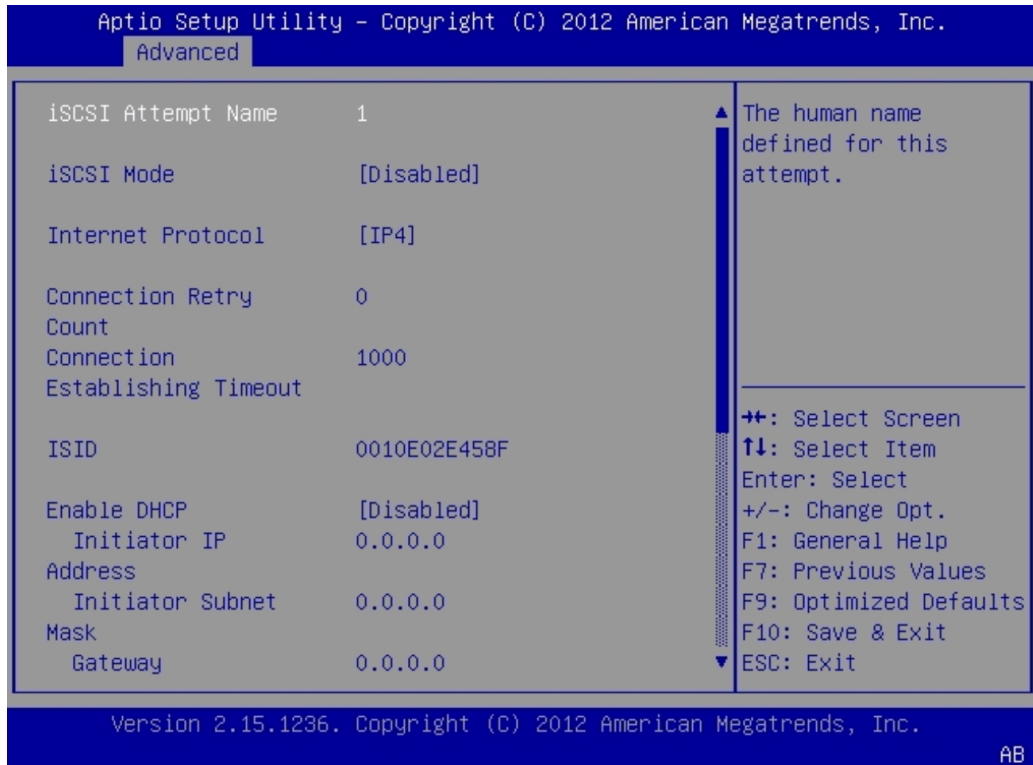 Aptio Setup Utility – Copyright (C) 2012 American Megatrends, Inc.
Advanced
iSCSI Attempt Name 1
iSCSI Mode [Disabled]
Internet Protocol [IP4]
Connection Retry 0
Count
Connection 1000
Establishing Timeout
ISID 0010E02E458F
Enable DHCP [Disabled]
Initiator IP 0.0.0.0
Address
Initiator Subnet 0.0.0.0
Mask
Gateway 0.0.0.0
The human name
defined for this
attempt.
→←: Select Screen
↑↓: Select Item
Enter: Select
+/-: Change Opt.
F1: General Help
F7: Previous Values
F9: Optimized Defaults
F10: Save & Exit
ESC: Exit
Version 2.15.1236. Copyright (C) 2012 American Megatrends, Inc.
AB